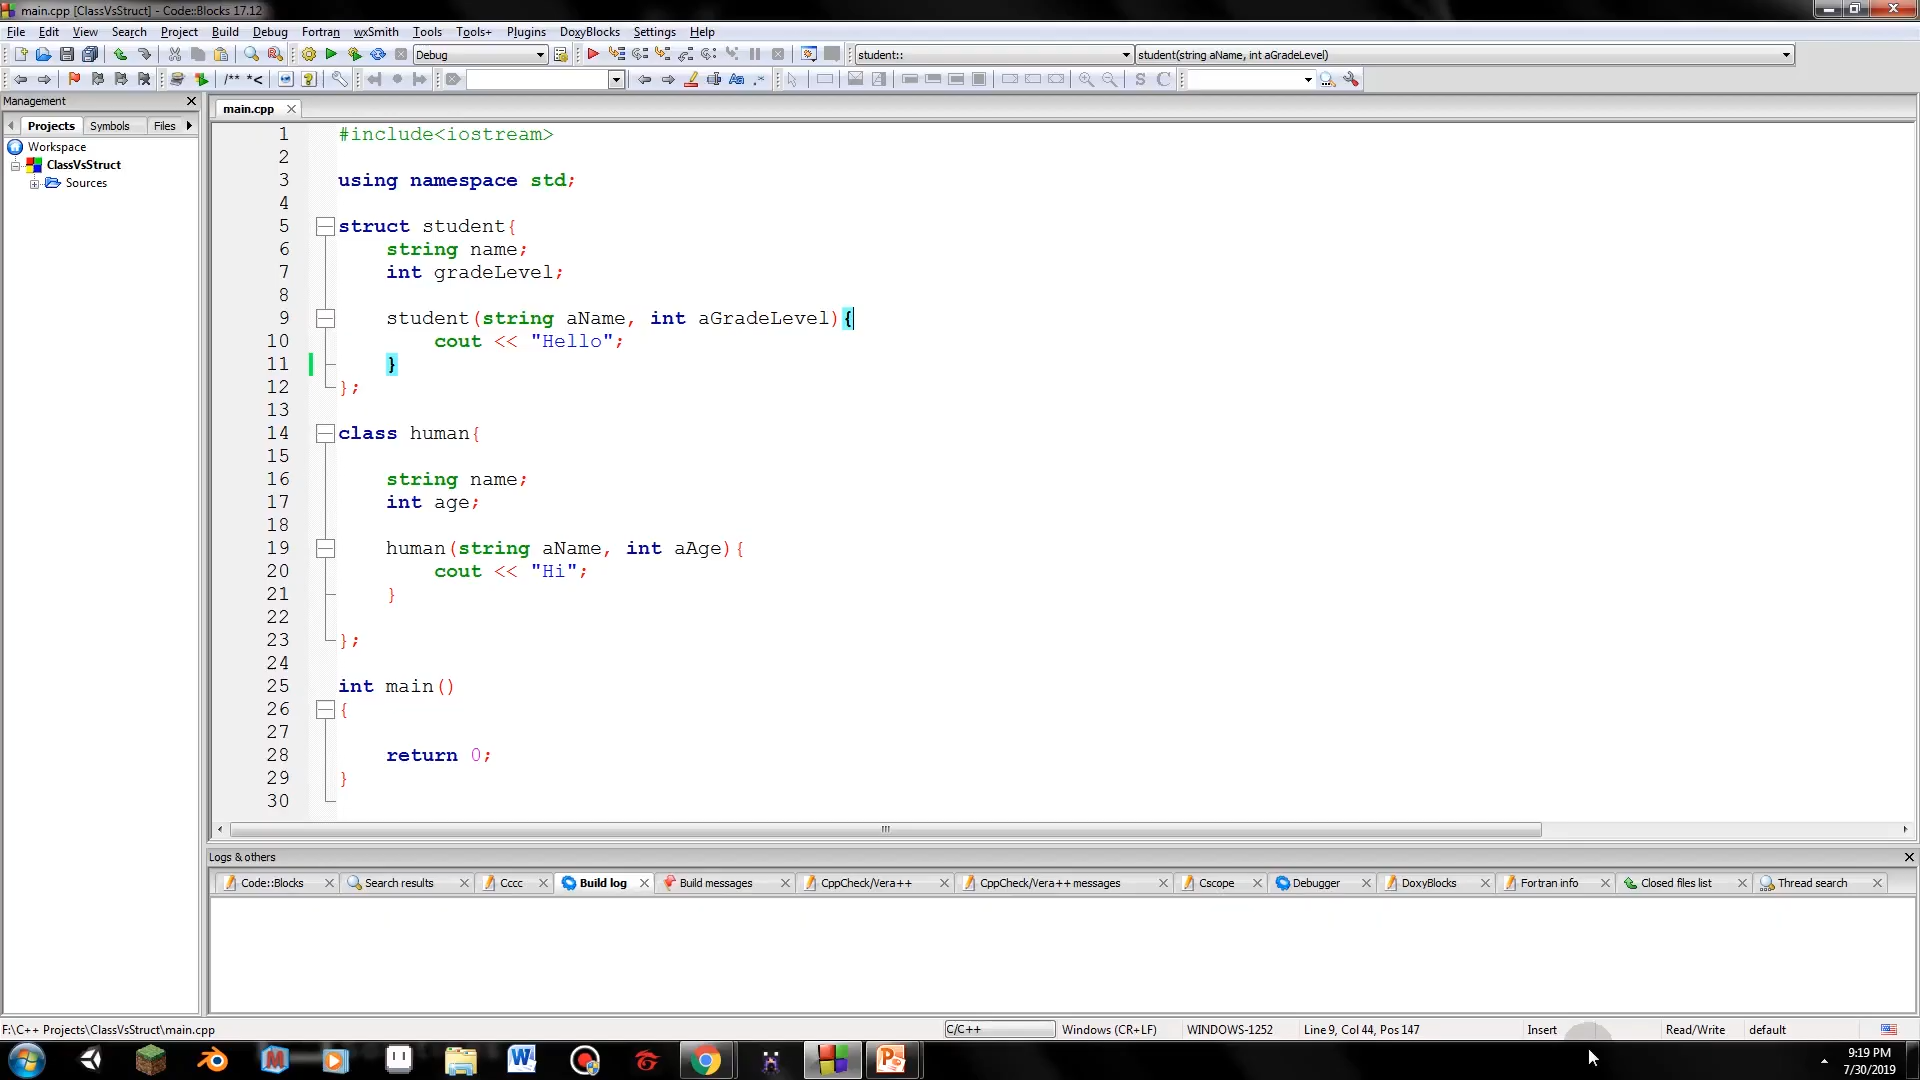 main.cpp [ClassVsStruct] - Code::Blocks 17.12
File Edit View Search Project Build Debug Fortran wxSmith Tools Tools+ Plugins DoxyBlocks Settings Help
Debug student:: student(string aName, int aGradeLevel)
/** *< Aa .* S C
Management
main.cpp
Projects Symbols Files
Workspace
ClassVsStruct
Sources
1 #include<iostream>
2
3 using namespace std;
4
5 struct student{
6 string name;
7 int gradeLevel;
8
9 student(string aName, int aGradeLevel){
10 cout << "Hello";
11 }
12 };
13
14 class human{
15
16 string name;
17 int age;
18
19 human(string aName, int aAge){
20 cout << "Hi";
21 }
22
23 };
24
25 int main()
26 {
27
28 return 0;
29 }
30
Logs & others
Code::Blocks Search results Cccc Build log Build messages CppCheck/Vera++ CppCheck/Vera++ messages Cscope Debugger DoxyBlocks Fortran info Closed files list Thread search
F:\C++ Projects\ClassVsStruct\main.cpp C/C++ Windows (CR+LF) WINDOWS-1252 Line 9, Col 44, Pos 147 Insert Read/Write default
9:19 PM
7/30/2019